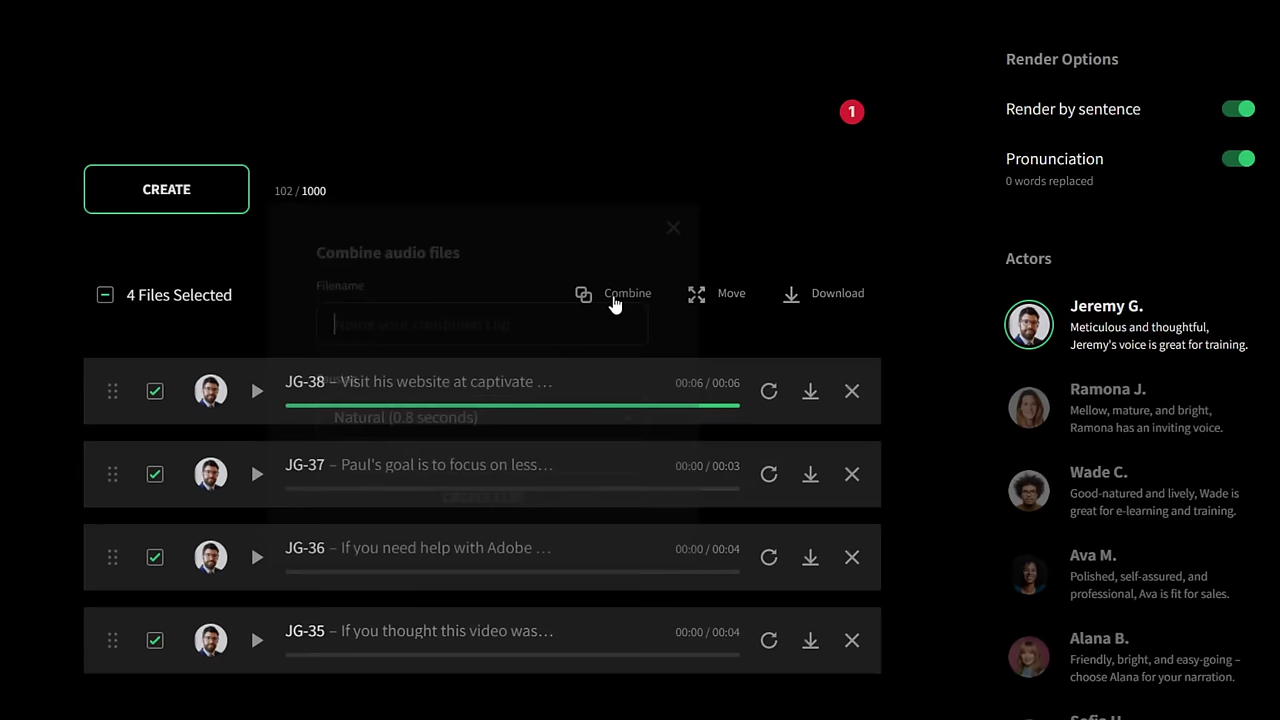 Render Options
Render by sentence
1
Pronunciation
0 words replaced
CREATE
102 / 1000
Combine audio files
Filename
4 Files Selected
Combine
Move
Download
Actors
Jeremy G.
Meticulous and thoughtful,
Jeremy's voice is great for training.
JG-38 – Visit his website at captivate …
00:06 / 00:06
Natural (0.8 seconds)
Ramona J.
Mellow, mature, and bright,
Ramona has an inviting voice.
JG-37 – Paul's goal is to focus on less…
00:00 / 00:03
Wade C.
Good-natured and lively, Wade is
great for e-learning and training.
JG-36 – If you need help with Adobe …
00:00 / 00:04
Ava M.
Polished, self-assured, and
professional, Ava is fit for sales.
JG-35 – If you thought this video was…
00:00 / 00:04
Alana B.
Friendly, bright, and easy-going –
choose Alana for your narration.